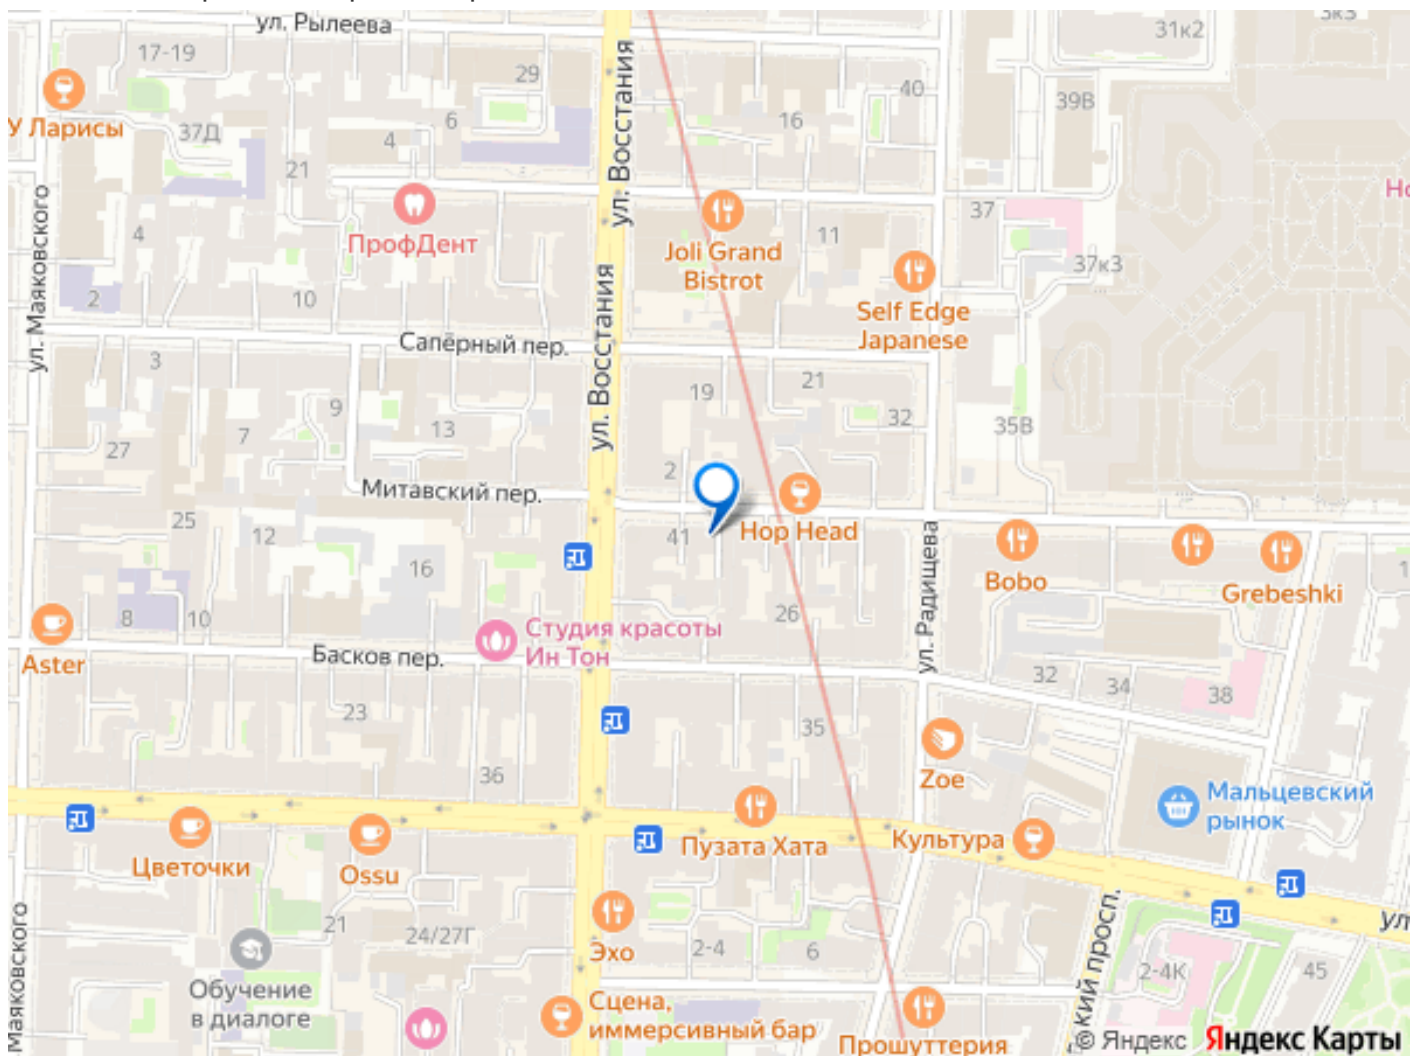 ул. Рылеева
17-19
29
31к2
3к3
У Ларисы
37Д
4
6
16
40
39В
21
ул. Восстания
ул. Маяковского
4
ПрофДент
Joli Grand
Bistrot
11
37
37к3
Но
2
10
Self Edge
Japanese
ул. Восстания
Сапёрный пер.
3
9
19
21
32
35В
27
7
13
2
Митавский пер.
25
12
41
Hop Head
16
Bobo
Grebeshki
1
8
10
26
ул. Радищева
Студия красоты
Ин Тон
Aster
Басков пер.
32
34
38
23
35
36
Zoe
Мальцевский
рынок
Цветочки
Ossu
Пузата Хата
Культура
ул
21
24/27Г
Эхо
2-4
6
2-4К
45
Маяковского
кий просп.
Обучение
в диалоге
Сцена,
иммерсивный бар
Прошуттерия
© Яндекс Яндекс Карты